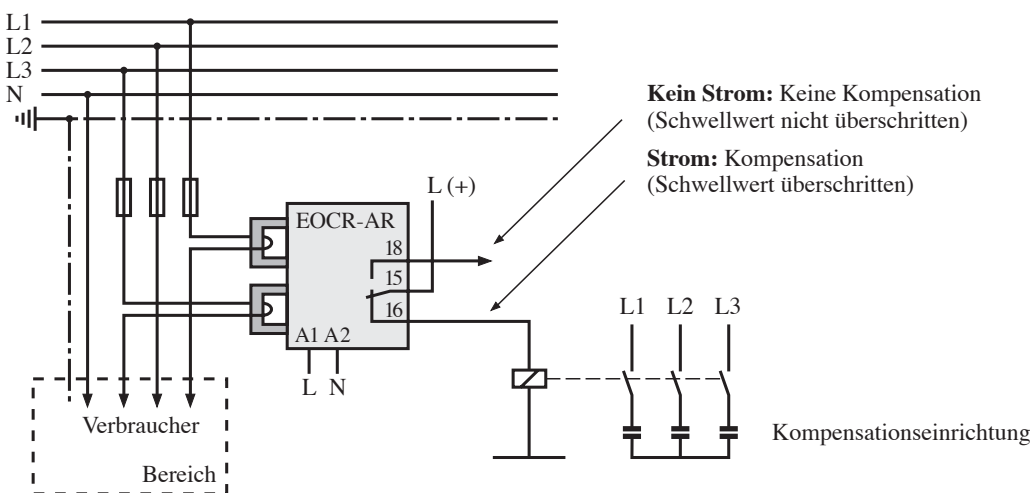 L1
L2
L3
N
Kein Strom: Keine Kompensation
(Schwellwert nicht überschritten)
Strom: Kompensation
(Schwellwert überschritten)
L (+)
EOCR-AR
18
15
16
A1 A2
L N
L1 L2 L3
Verbraucher
Bereich
Kompensationseinrichtung